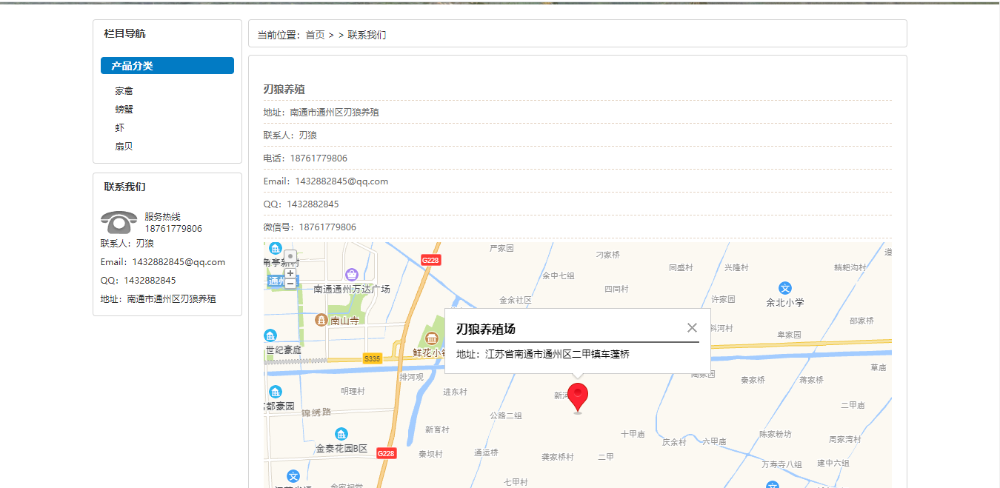 栏目导航
产品分类
家禽
螃蟹
虾
扇贝
联系我们
服务热线
18761779806
联系人：刃狼
Email：1432882845@qq.com
QQ：1432882845
地址：南通市通州区刃狼养殖
当前位置：首页 > > 联系我们
刃狼养殖
地址：南通市通州区刃狼养殖
联系人：刃狼
电话：18761779806
Email：1432882845@qq.com
QQ：1432882845
微信号：18761779806
严家园
刁家桥
道
角亭新村
G228
同盛村
兴隆村
稍耙沟村
余中七组
通州
南通通州万达广场
四同村
余北小学
金余社区
许家园
南山寺
邵家桥
刃狼养殖场
地址：江苏省南通市通州区二甲镇车蓬桥
斜河村
卑家园
世纪豪庭
鲜花小镇
S335
草庙
排河观
秦家桥
蒋家桥
明理村
进东村
新河
都豪园
二甲庙
锦绣路
公路二组
新育村
十甲庙
陈家粉坊
金泰花园B区
庆余村
六甲庙
周家湾村
G228
秦坝村
通运桥
龚家桥村
二甲
万寿寺八组
建中六组
七甲村